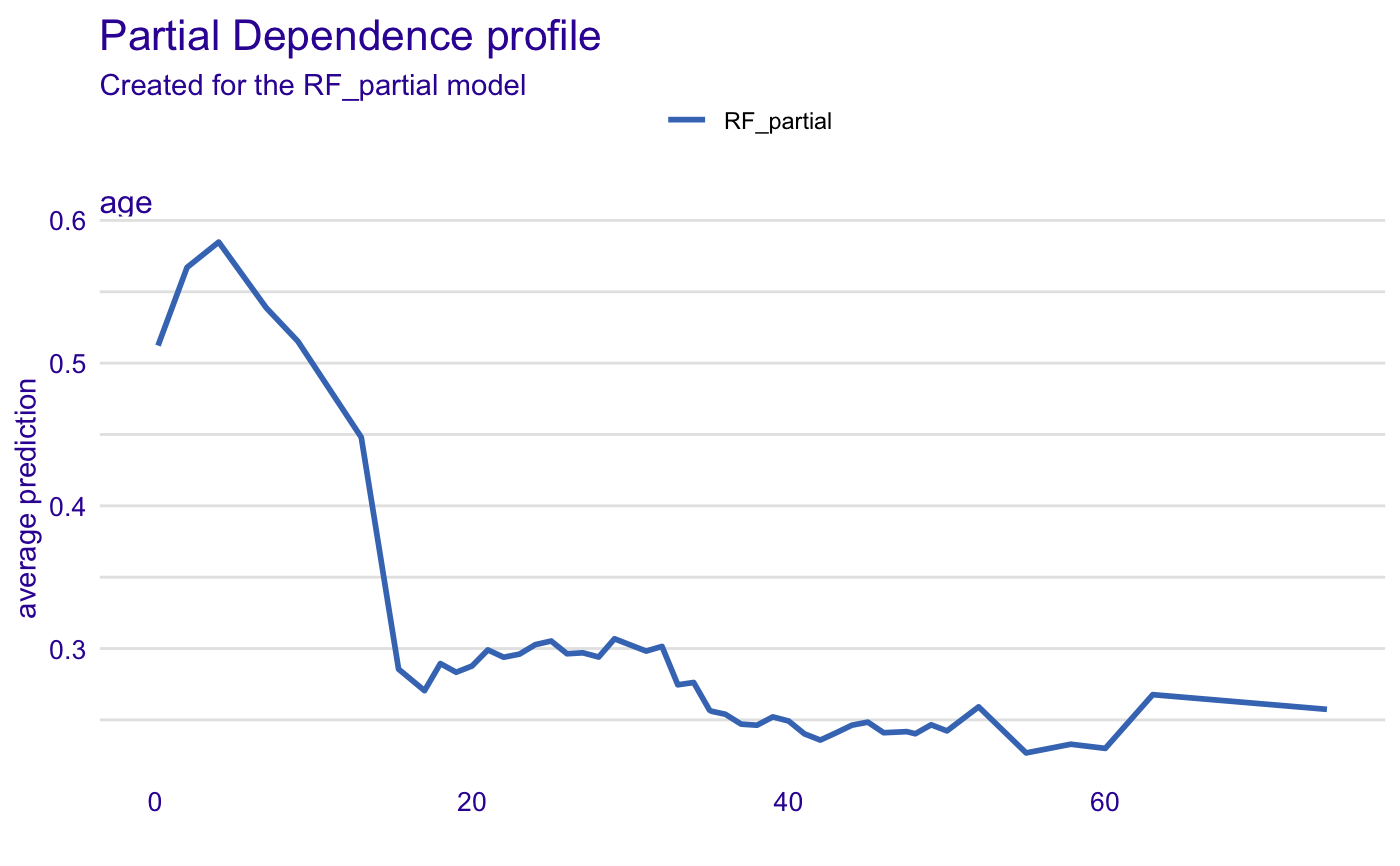 Partial Dependence profile
Created for the RF_partial model
RF_partial
age
0.6
0.5
0.4
0.3
average prediction
0 20 40 60